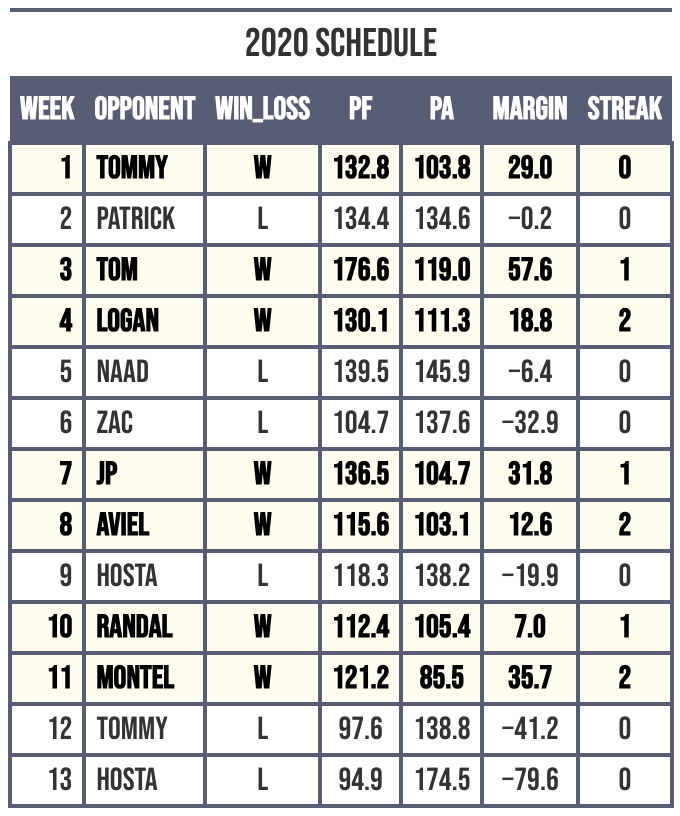 2020 SCHEDULE
WEEK OPPONENT WIN_LOSS PF PA MARGIN STREAK
1 TOMMY W 132.8 103.8 29.0 0
2 PATRICK L 134.4 134.6 −0.2 0
3 TOM W 176.6 119.0 57.6 1
4 LOGAN W 130.1 111.3 18.8 2
5 NAAD L 139.5 145.9 −6.4 0
6 ZAC L 104.7 137.6 −32.9 0
7 JP W 136.5 104.7 31.8 1
8 AVIEL W 115.6 103.1 12.6 2
9 HOSTA L 118.3 138.2 −19.9 0
10 RANDAL W 112.4 105.4 7.0 1
11 MONTEL W 121.2 85.5 35.7 2
12 TOMMY L 97.6 138.8 −41.2 0
13 HOSTA L 94.9 174.5 −79.6 0